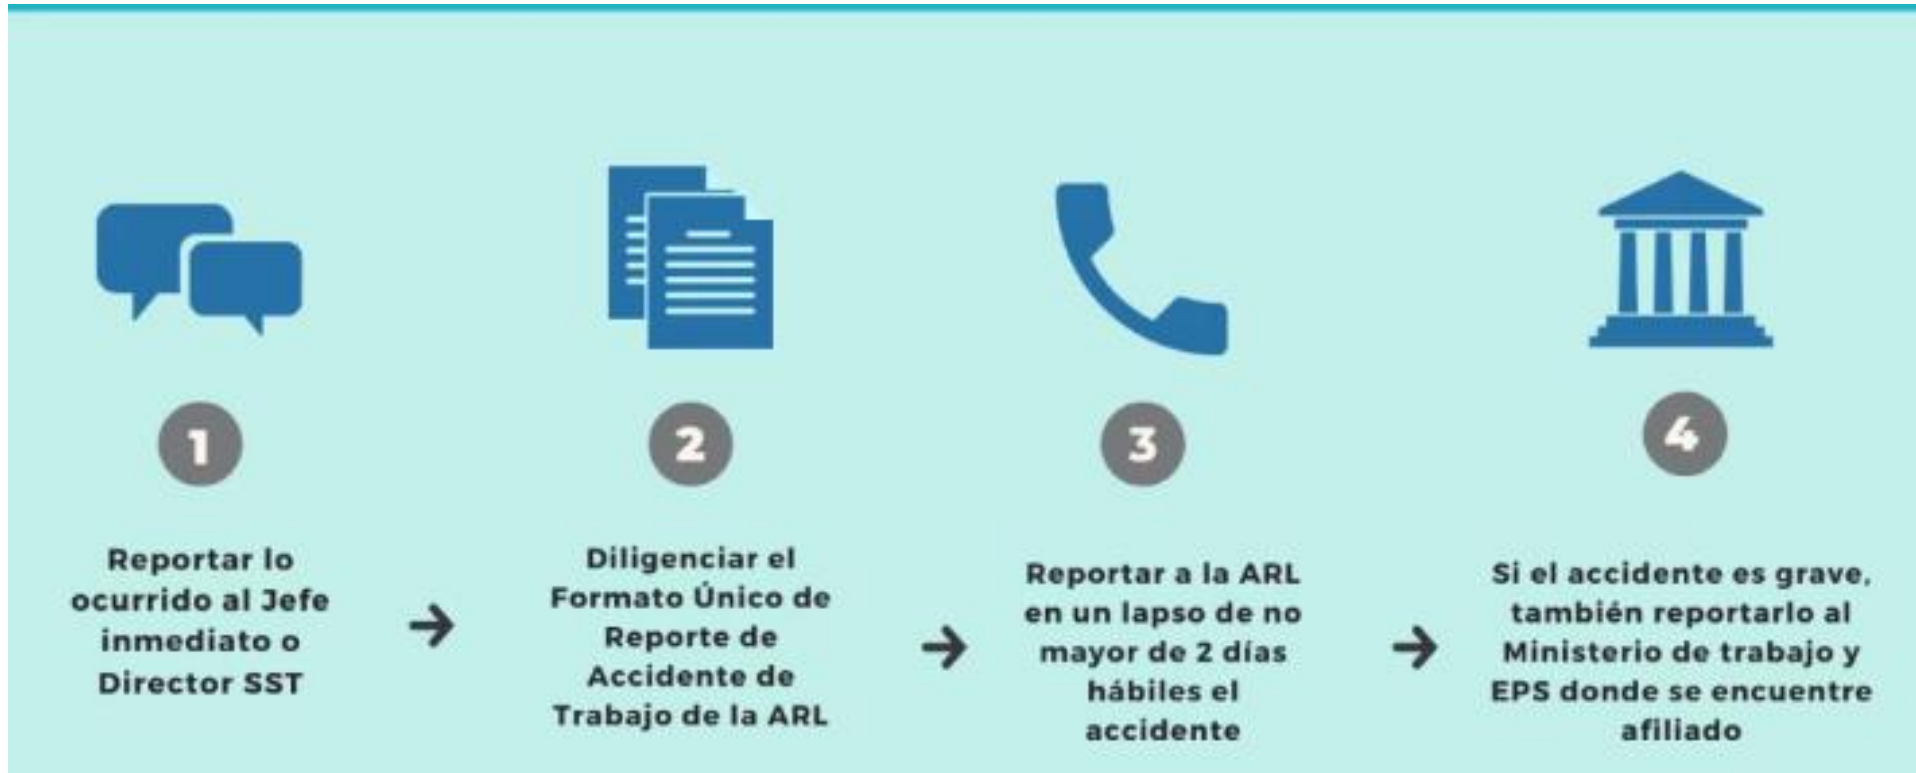 1
Reportar lo
ocurrido al Jefe
inmediato o
Director SST
2
Diligenciar el
Formato Único de
Reporte de
Accidente de
Trabajo de la ARL
3
Reportar a la ARL
en un lapso de no
mayor de 2 días
hábiles el
accidente
4
Si el accidente es grave,
también reportarlo al
Ministerio de trabajo y
EPS donde se encuentre
afiliado